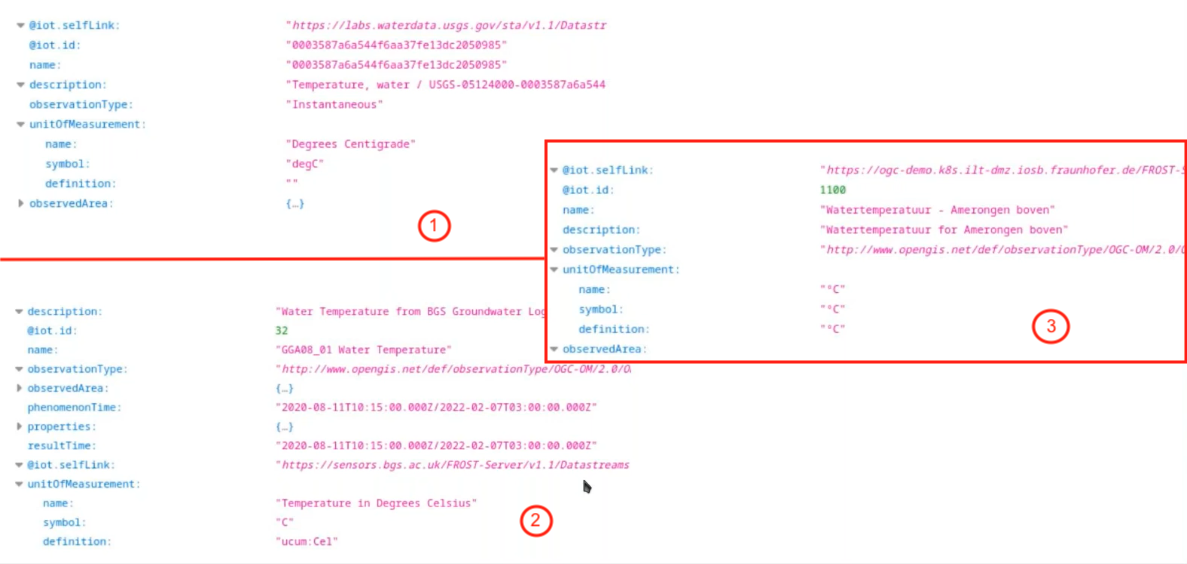 @iot.selfLink: "https://labs.waterdata.usgs.gov/sta/v1.1/Datastr
@iot.id: "0003587a6a544f6aa37fe13dc2050985"
name: "0003587a6a544f6aa37fe13dc2050985"
description: "Temperature, water / USGS-05124000-0003587a6a544
observationType: "Instantaneous"
unitOfMeasurement:
name: "Degrees Centigrade"
symbol: "degC"
definition: ""
observedArea: {…}
1
description: "Water Temperature from BGS Groundwater Log
@iot.id: 32
name: "GGA08_01 Water Temperature"
observationType: "http://www.opengis.net/def/observationType/OGC-OM/2.0/O
observedArea: {…}
phenomenonTime: "2020-08-11T10:15:00.000Z/2022-02-07T03:00:00.000Z"
properties: {…}
resultTime: "2020-08-11T10:15:00.000Z/2022-02-07T03:00:00.000Z"
@iot.selfLink: "https://sensors.bgs.ac.uk/FROST-Server/v1.1/Datastreams
unitOfMeasurement:
name: "Temperature in Degrees Celsius"
symbol: "C"
definition: "ucum:Cel"
2
@iot.selfLink: "https://ogc-demo.k8s.ilt-dmz.iosb.fraunhofer.de/FROST-S
@iot.id: 1100
name: "Watertemperatuur - Amerongen boven"
description: "Watertemperatuur for Amerongen boven"
observationType: "http://www.opengis.net/def/observationType/OGC-OM/2.0/O
unitOfMeasurement:
name: "°C"
symbol: "°C"
definition: "°C"
observedArea:
3